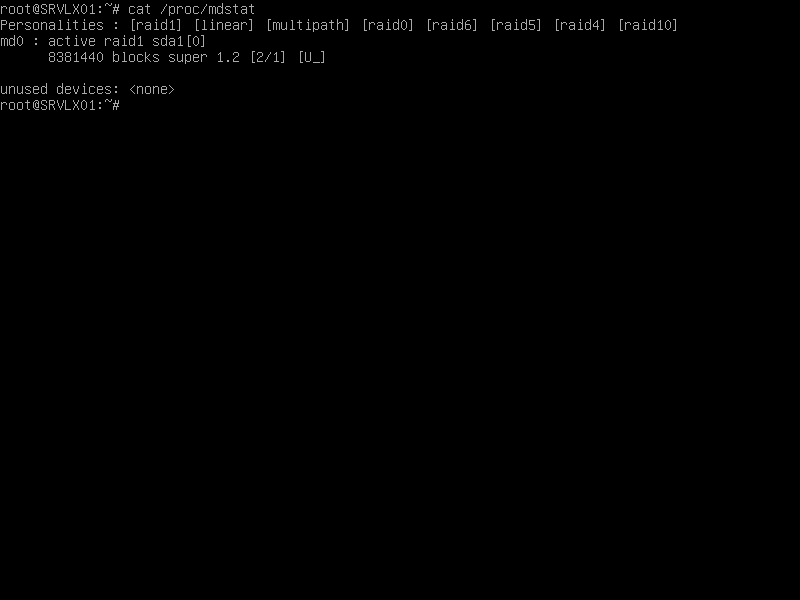 root@SRVLX01:~# cat /proc/mdstat
Personalities : [raid1] [linear] [multipath] [raid0] [raid6] [raid5] [raid4] [raid10]
md0 : active raid1 sda1[0]
      8381440 blocks super 1.2 [2/1] [U_]

unused devices: <none>
root@SRVLX01:~#